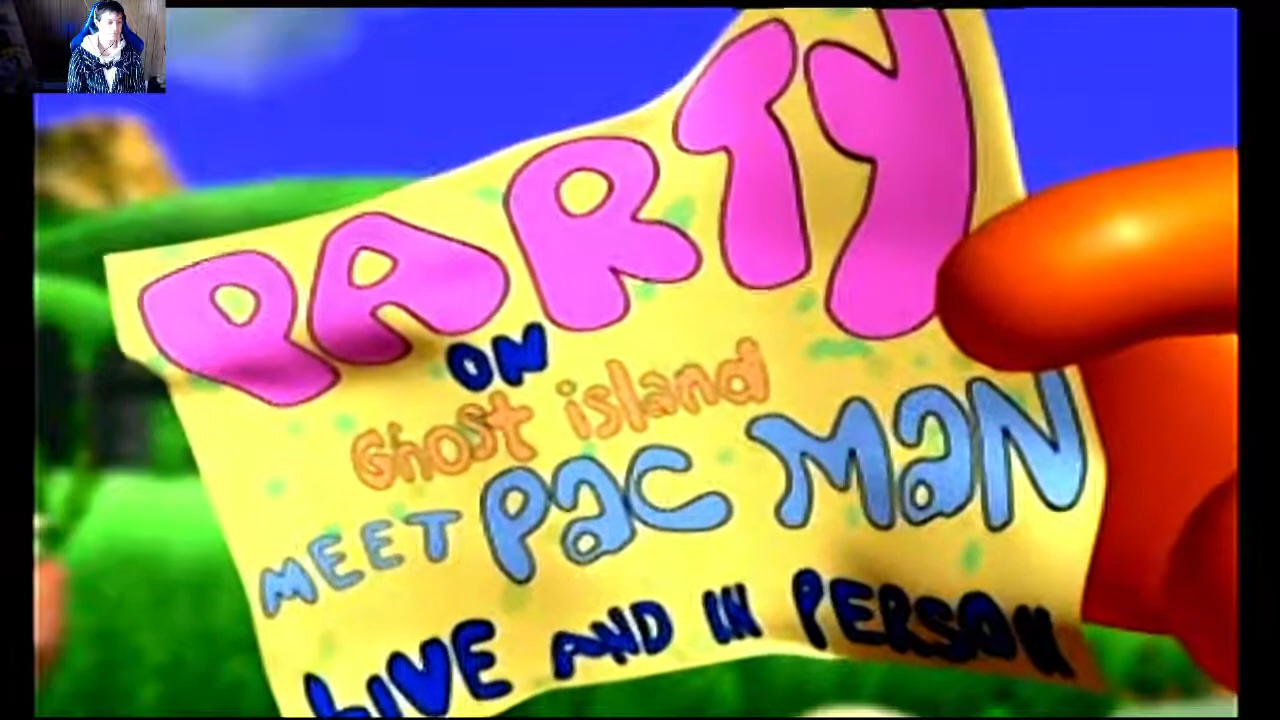 PARTY
ON
Ghost island
MEET PAC MAN
LIVE AND IN PERSON